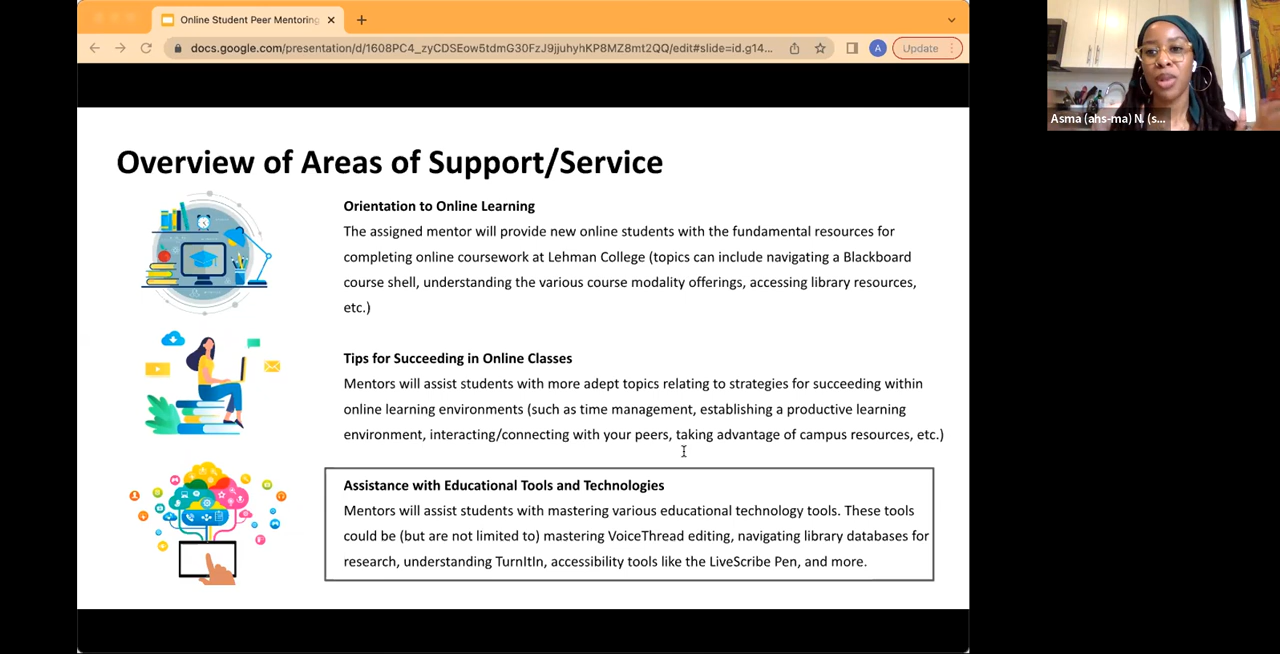 Online Student Peer Mentoring
docs.google.com/presentation/d/1608PC4_zyCDSEow5tdmG30FzJ9jjuhyhKP8MZ8mt2QQ/edit#slide=id.g14...
A
Update
Asma (ahs-ma) N. (s...
Overview of Areas of Support/Service
Orientation to Online Learning
The assigned mentor will provide new online students with the fundamental resources for
completing online coursework at Lehman College (topics can include navigating a Blackboard
course shell, understanding the various course modality offerings, accessing library resources,
etc.)
Tips for Succeeding in Online Classes
Mentors will assist students with more adept topics relating to strategies for succeeding within
online learning environments (such as time management, establishing a productive learning
environment, interacting/connecting with your peers, taking advantage of campus resources, etc.)
Assistance with Educational Tools and Technologies
Mentors will assist students with mastering various educational technology tools. These tools
could be (but are not limited to) mastering VoiceThread editing, navigating library databases for
research, understanding TurnItIn, accessibility tools like the LiveScribe Pen, and more.